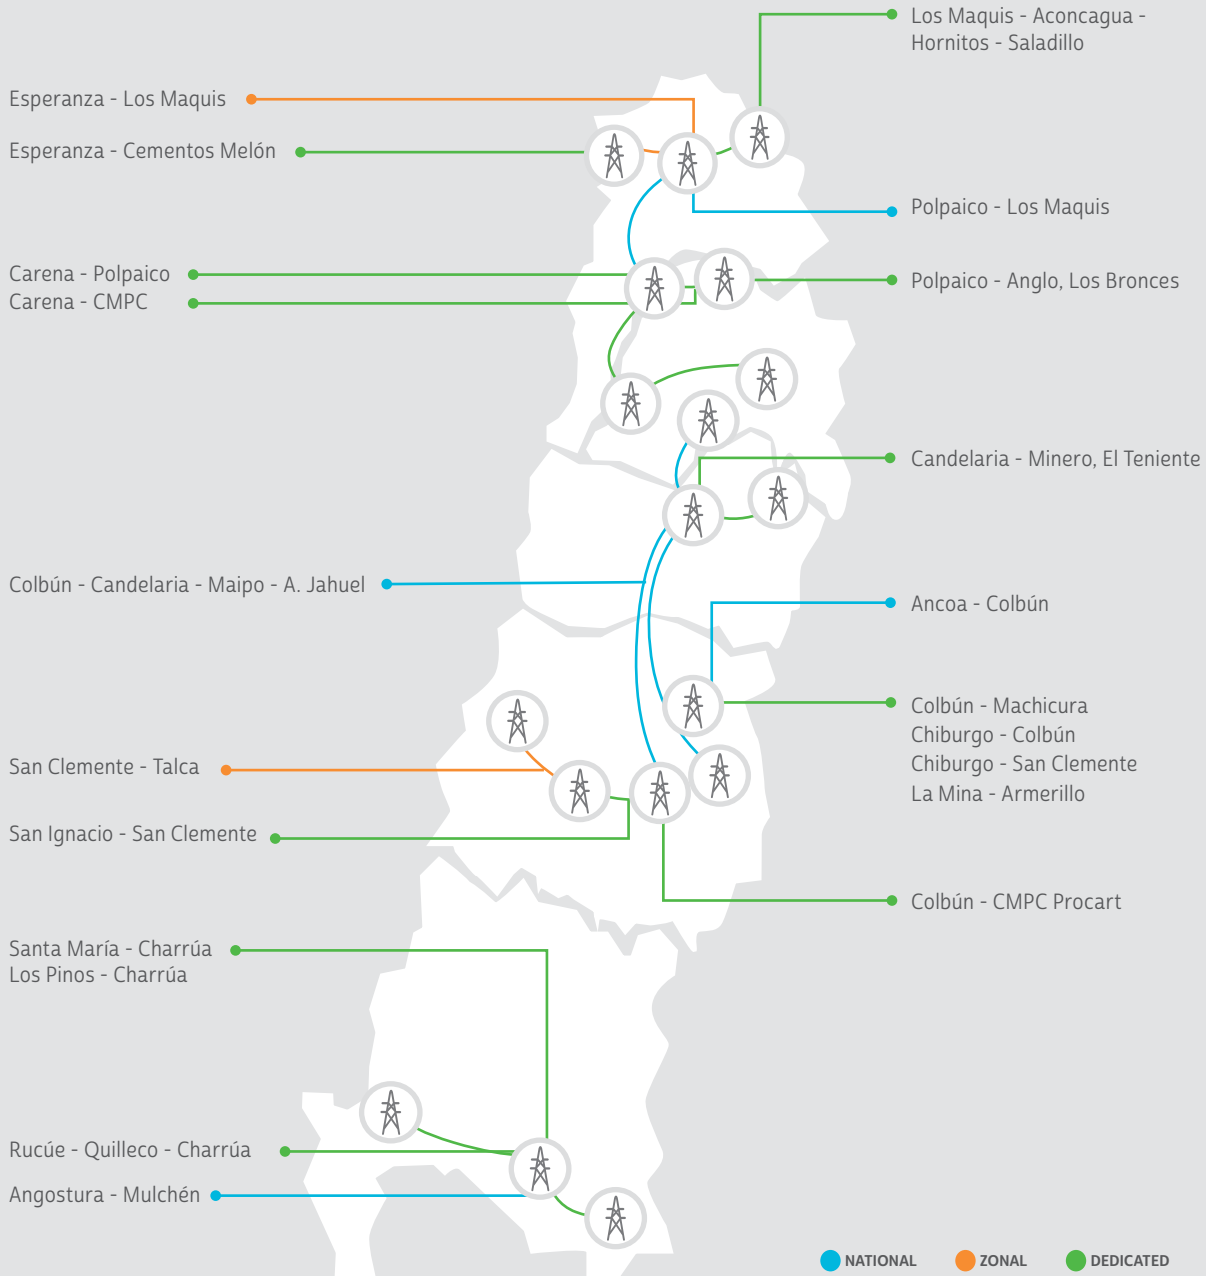 Los Maquis - Aconcagua -
Hornitos - Saladillo
Esperanza - Los Maquis
Esperanza - Cementos Melón
Polpaico - Los Maquis
Carena - Polpaico
Carena - CMPC
Polpaico - Anglo, Los Bronces
Candelaria - Minero, El Teniente
Colbún - Candelaria - Maipo - A. Jahuel
Ancoa - Colbún
Colbún - Machicura
Chiburgo - Colbún
Chiburgo - San Clemente
La Mina - Armerillo
San Clemente - Talca
San Ignacio - San Clemente
Colbún - CMPC Procart
Santa María - Charrúa
Los Pinos - Charrúa
Rucúe - Quilleco - Charrúa
Angostura - Mulchén
NATIONAL ZONAL DEDICATED